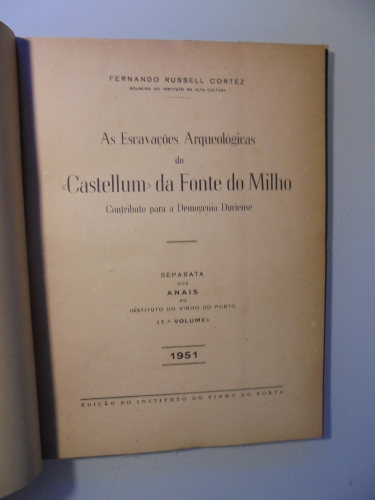 FERNANDO RUSSELL CORTEZ
BOLSEIRO DO INSTITUTO DE ALTA CULTURA
As Escavações Arqueológicas
do
«Castellum» da Fonte do Milho
Contributo para a Demogenia Duriense
SEPARATA
DOS
ANAIS
DO
INSTITUTO DO VINHO DO PORTO
(1.º VOLUME)
1951
EDIÇÃO DO INSTITUTO DO VINHO DO PORTO